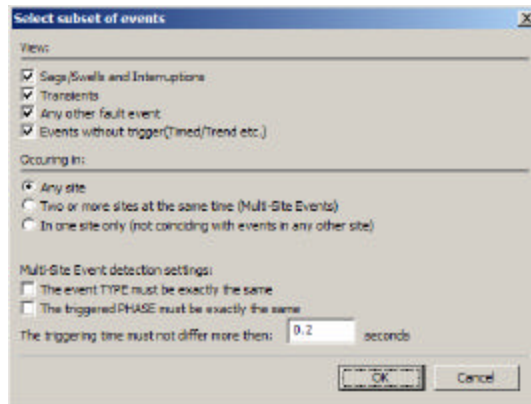 Select subset of events
View:
Sags/Swells and Interruptions
Transients
Any other fault event
Events without trigger(Timed/Trend etc.)
Occuring in:
Any site
Two or more sites at the same time (Multi-Site Events)
In one site only (not coinciding with events in any other site)
Multi-Site Event detection settings:
The event TYPE must be exactly the same
The triggered PHASE must be exactly the same
The triggering time must not differ more then: 0.2 seconds
OK Cancel